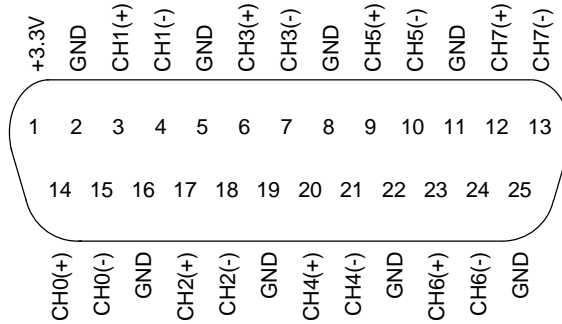 +3.3V GND CH1(+) CH1(-) GND CH3(+) CH3(-) GND CH5(+) CH5(-) GND CH7(+) CH7(-)
1 2 3 4 5 6 7 8 9 10 11 12 13
14 15 16 17 18 19 20 21 22 23 24 25
CH0(+) CH0(-) GND CH2(+) CH2(-) GND CH4(+) CH4(-) GND CH6(+) CH6(-) GND